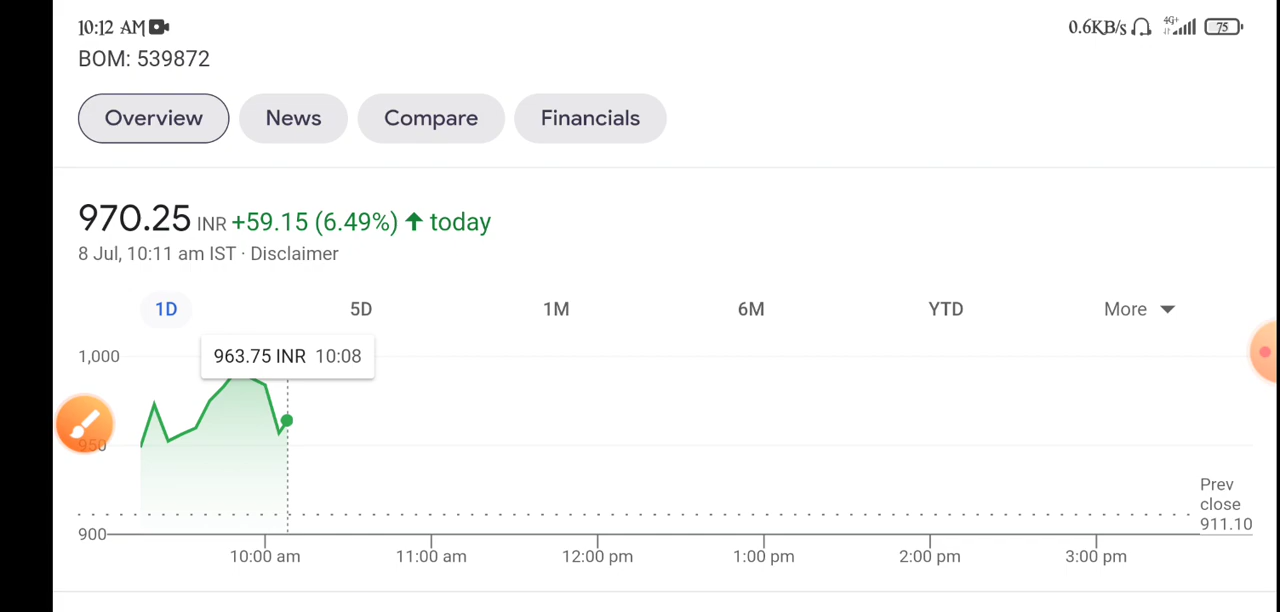 10:12 AM
0.6KB/s 4G+ 75
BOM: 539872
Overview News Compare Financials
970.25 INR +59.15 (6.49%) ↑ today
8 Jul, 10:11 am IST · Disclaimer
1D 5D 1M 6M YTD More
963.75 INR 10:08
1,000
950
900
Prev
close
911.10
10:00 am 11:00 am 12:00 pm 1:00 pm 2:00 pm 3:00 pm